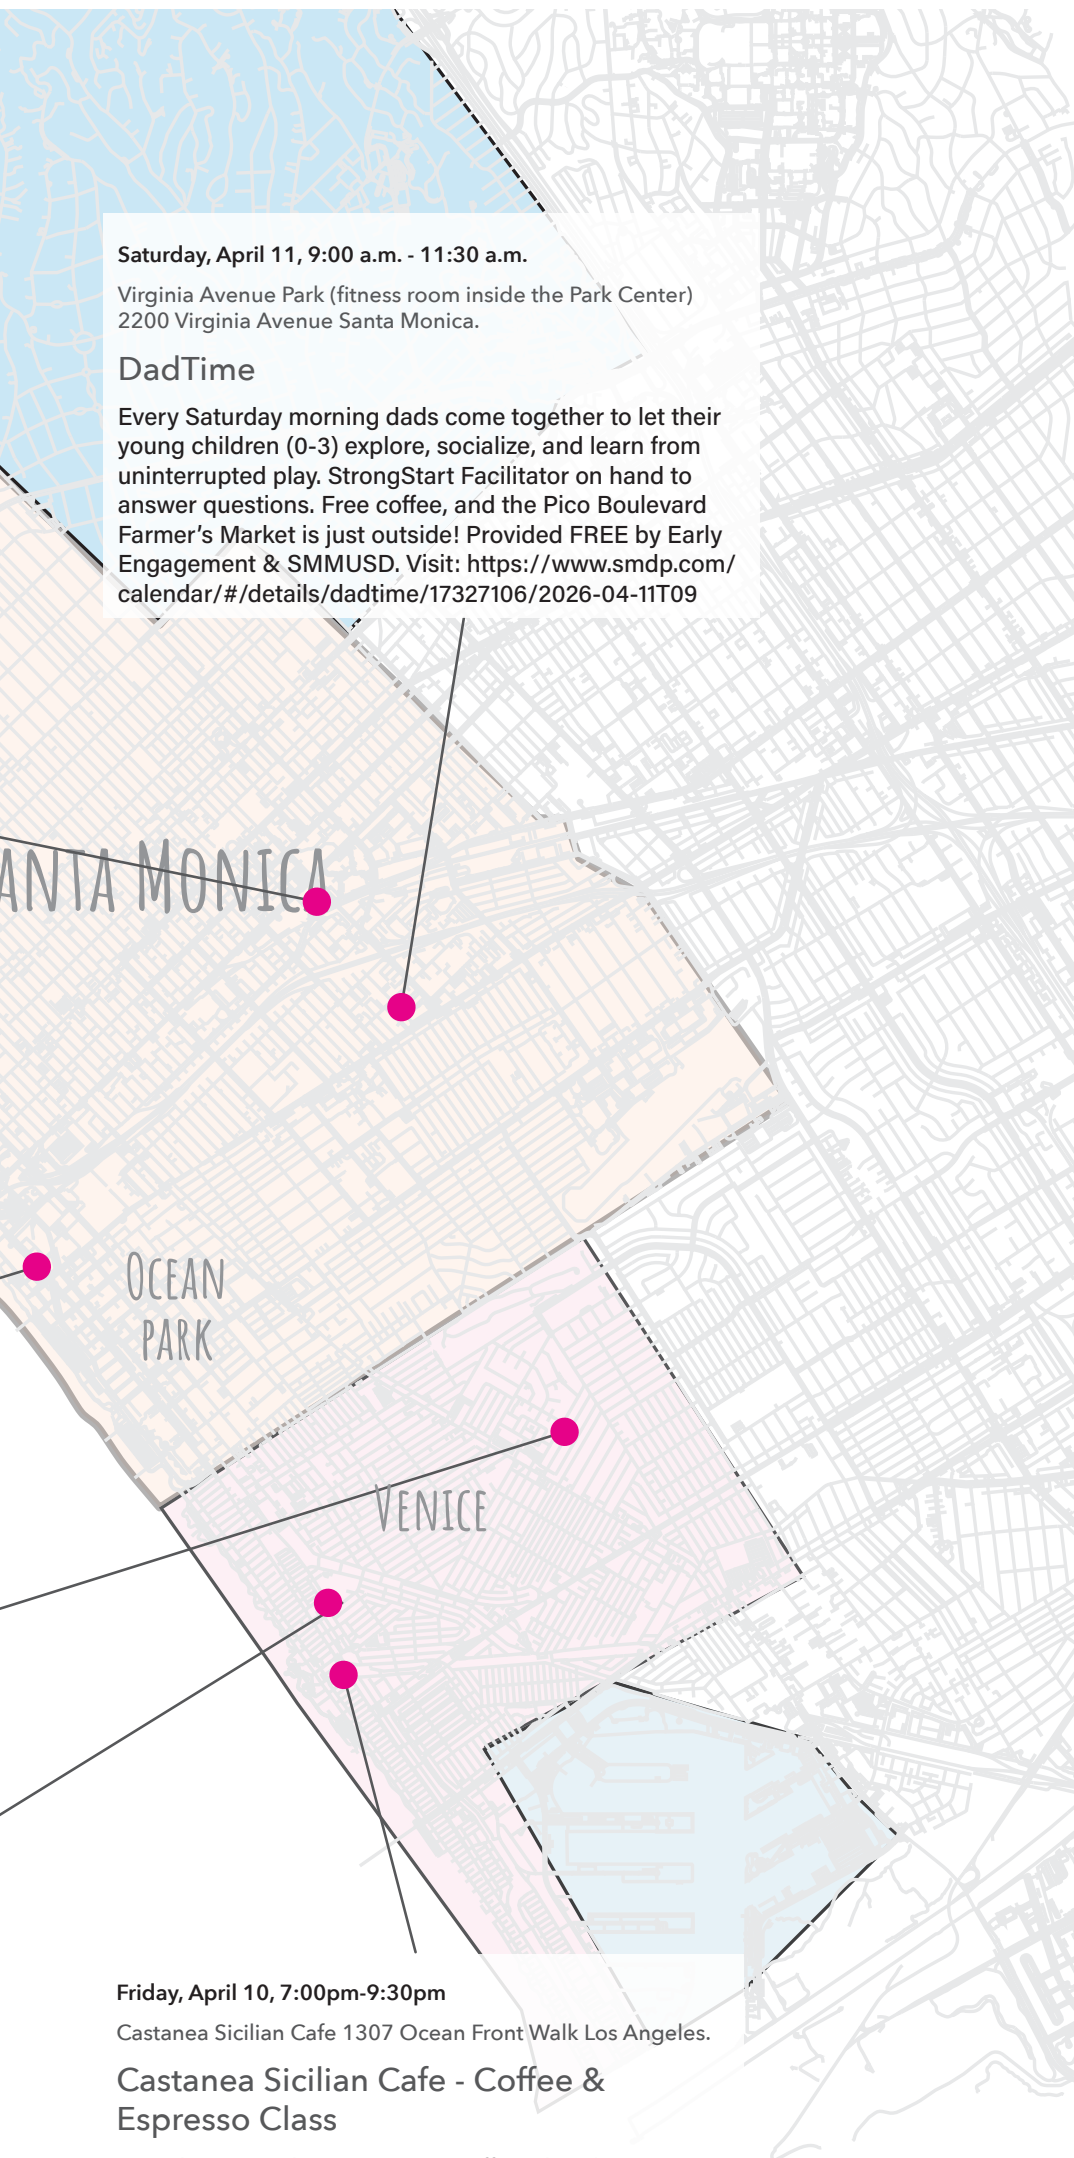 Saturday, April 11, 9:00 a.m. - 11:30 a.m.
Virginia Avenue Park (fitness room inside the Park Center)
2200 Virginia Avenue Santa Monica.
DadTime
Every Saturday morning dads come together to let their
young children (0-3) explore, socialize, and learn from
uninterrupted play. StrongStart Facilitator on hand to
answer questions. Free coffee, and the Pico Boulevard
Farmer’s Market is just outside! Provided FREE by Early
Engagement & SMMUSD. Visit: https://www.smdp.com/
calendar/#/details/dadtime/17327106/2026-04-11T09
ANTA MONICA
OCEAN
PARK
VENICE
Friday, April 10, 7:00pm-9:30pm
Castanea Sicilian Cafe 1307 Ocean Front Walk Los Angeles.
Castanea Sicilian Cafe - Coffee &
Espresso Class